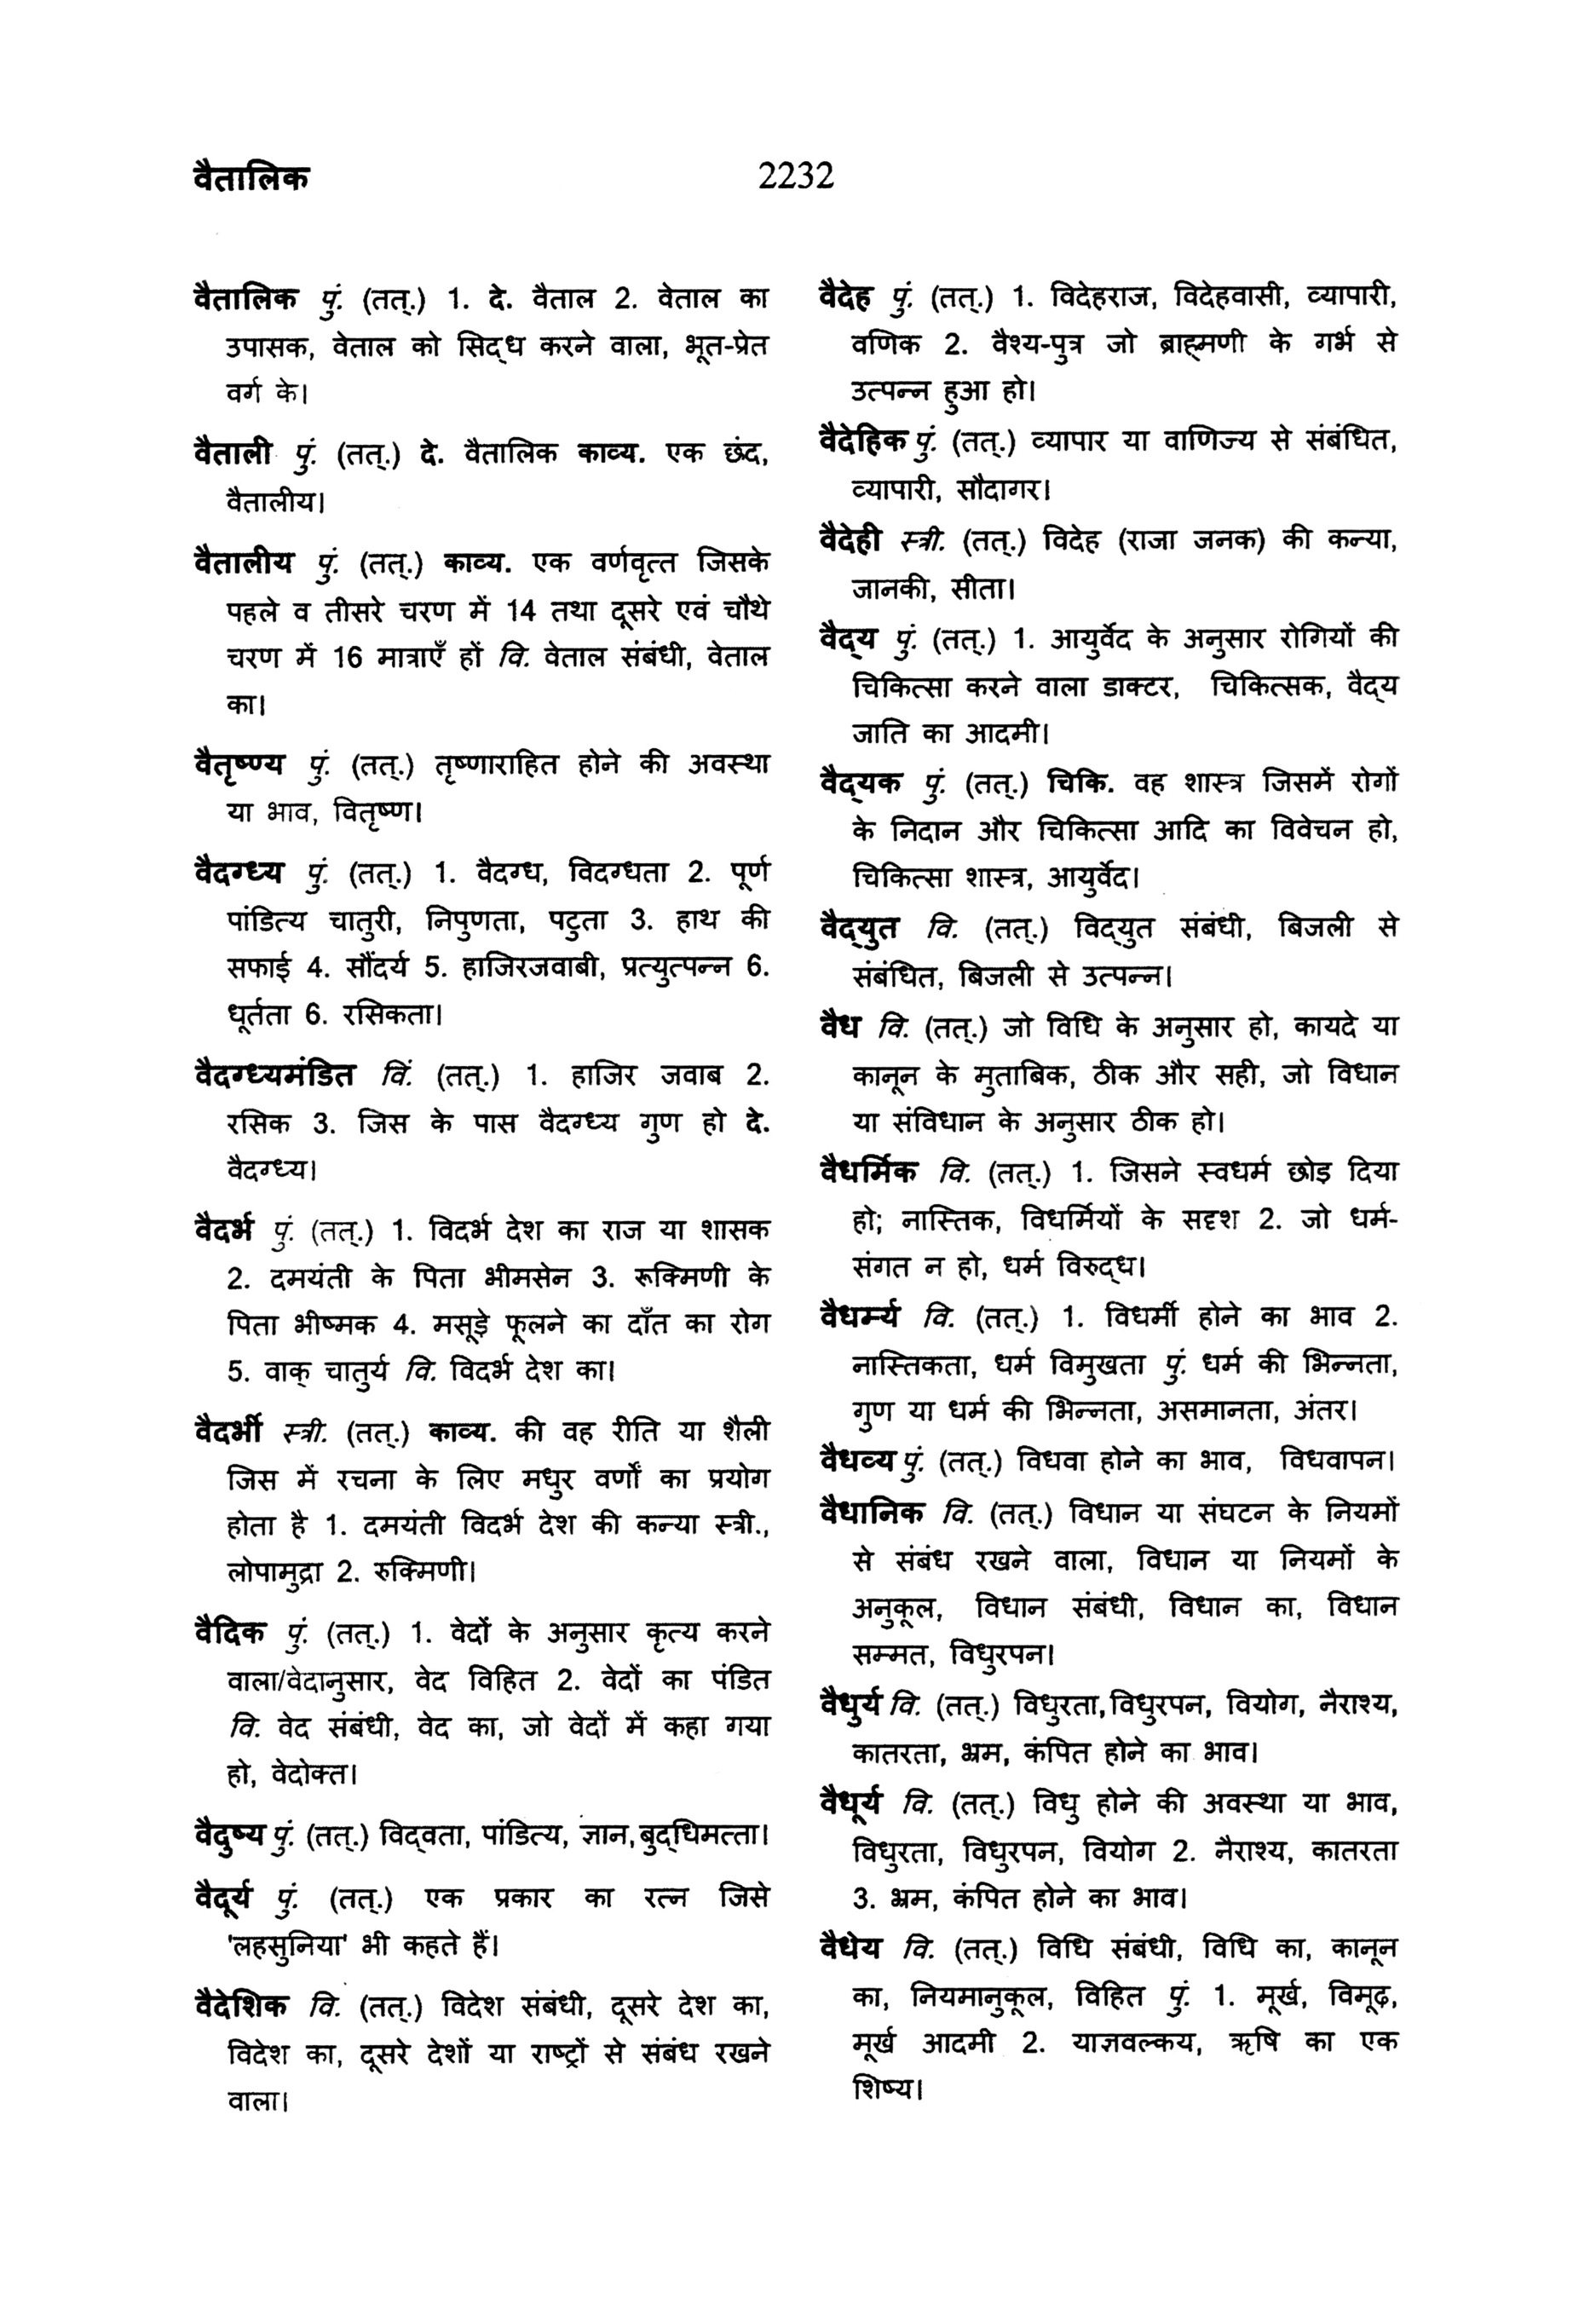 वैतालिक
2232
वैतालिक पुं. (तत्.) 1. दे. वैताल 2. वेताल का
उपासक, वेताल को सिद्ध करने वाला, भूत-प्रेत
वर्ग के।
वैताली पुं. (तत्.) दे. वैतालिक काव्य. एक छंद,
वैतालीय।
वैतालीय पुं. (तत्.) काव्य. एक वर्णवृत्त जिसके
पहले व तीसरे चरण में 14 तथा दूसरे एवं चौथे
चरण में 16 मात्राएँ हों वि. वेताल संबंधी, वेताल
का।
वैतृष्ण्य पुं. (तत्.) तृष्णाराहित होने की अवस्था
या भाव, वितृष्ण।
वैदग्ध्य पुं. (तत्.) 1. वैदग्ध, विदग्धता 2. पूर्ण
पांडित्य चातुरी, निपुणता, पटुता 3. हाथ की
सफाई 4. सौंदर्य 5. हाजिरजवाबी, प्रत्युत्पन्न 6.
धूर्तता 6. रसिकता।
वैदग्ध्यमंडित विं. (तत्.) 1. हाजिर जवाब 2.
रसिक 3. जिस के पास वैदग्ध्य गुण हो दे.
वैदग्ध्य।
वैदर्भ पुं. (तत्.) 1. विदर्भ देश का राज या शासक
2. दमयंती के पिता भीमसेन 3. रूक्मिणी के
पिता भीष्मक 4. मसूड़े फूलने का दाँत का रोग
5. वाक् चातुर्य वि. विदर्भ देश का।
वैदर्भी स्त्री. (तत्.) काव्य. की वह रीति या शैली
जिस में रचना के लिए मधुर वर्णों का प्रयोग
होता है 1. दमयंती विदर्भ देश की कन्या स्त्री.,
लोपामुद्रा 2. रुक्मिणी।
वैदिक पुं. (तत्.) 1. वेदों के अनुसार कृत्य करने
वाला/वेदानुसार, वेद विहित 2. वेदों का पंडित
वि. वेद संबंधी, वेद का, जो वेदों में कहा गया
हो, वेदोक्त।
वैदुष्य पुं. (तत्.) विद्वता, पांडित्य, ज्ञान, बुद्धिमत्ता।
वैदूर्य पुं. (तत्.) एक प्रकार का रत्न जिसे
'लहसुनिया' भी कहते हैं।
वैदेशिक वि. (तत्.) विदेश संबंधी, दूसरे देश का,
विदेश का, दूसरे देशों या राष्ट्रों से संबंध रखने
वाला।
वैदेह पुं. (तत्.) 1. विदेहराज, विदेहवासी, व्यापारी,
वणिक 2. वैश्य-पुत्र जो ब्राह्मणी के गर्भ से
उत्पन्न हुआ हो।
वैदेहिक पुं. (तत्.) व्यापार या वाणिज्य से संबंधित,
व्यापारी, सौदागर।
वैदेही स्त्री. (तत्.) विदेह (राजा जनक) की कन्या,
जानकी, सीता।
वैद्य पुं. (तत्.) 1. आयुर्वेद के अनुसार रोगियों की
चिकित्सा करने वाला डाक्टर, चिकित्सक, वैद्य
जाति का आदमी।
वैद्यक पुं. (तत्.) चिकि. वह शास्त्र जिसमें रोगों
के निदान और चिकित्सा आदि का विवेचन हो,
चिकित्सा शास्त्र, आयुर्वेद।
वैद्युत वि. (तत्.) विद्युत संबंधी, बिजली से
संबंधित, बिजली से उत्पन्न।
वैध वि. (तत्.) जो विधि के अनुसार हो, कायदे या
कानून के मुताबिक, ठीक और सही, जो विधान
या संविधान के अनुसार ठीक हो।
वैधर्मिक वि. (तत्.) 1. जिसने स्वधर्म छोड़ दिया
हो; नास्तिक, विधर्मियों के सदृश 2. जो धर्म-
संगत न हो, धर्म विरुद्ध।
वैधर्म्य वि. (तत्.) 1. विधर्मी होने का भाव 2.
नास्तिकता, धर्म विमुखता पुं. धर्म की भिन्नता,
गुण या धर्म की भिन्नता, असमानता, अंतर।
वैधव्य पुं. (तत्.) विधवा होने का भाव, विधवापन।
वैधानिक वि. (तत्.) विधान या संघटन के नियमों
से संबंध रखने वाला, विधान या नियमों के
अनुकूल, विधान संबंधी, विधान का, विधान
सम्मत, विधुरपन।
वैधुर्य वि. (तत्.) विधुरता, विधुरपन, वियोग, नैराश्य,
कातरता, भ्रम, कंपित होने का भाव।
वैधूर्य वि. (तत्.) विधु होने की अवस्था या भाव,
विधुरता, विधुरपन, वियोग 2. नैराश्य, कातरता
3. भ्रम, कंपित होने का भाव।
वैधेय वि. (तत्.) विधि संबंधी, विधि का, कानून
का, नियमानुकूल, विहित पुं. 1. मूर्ख, विमूढ़,
मूर्ख आदमी 2. याज्ञवल्कय, ऋषि का एक
शिष्य।